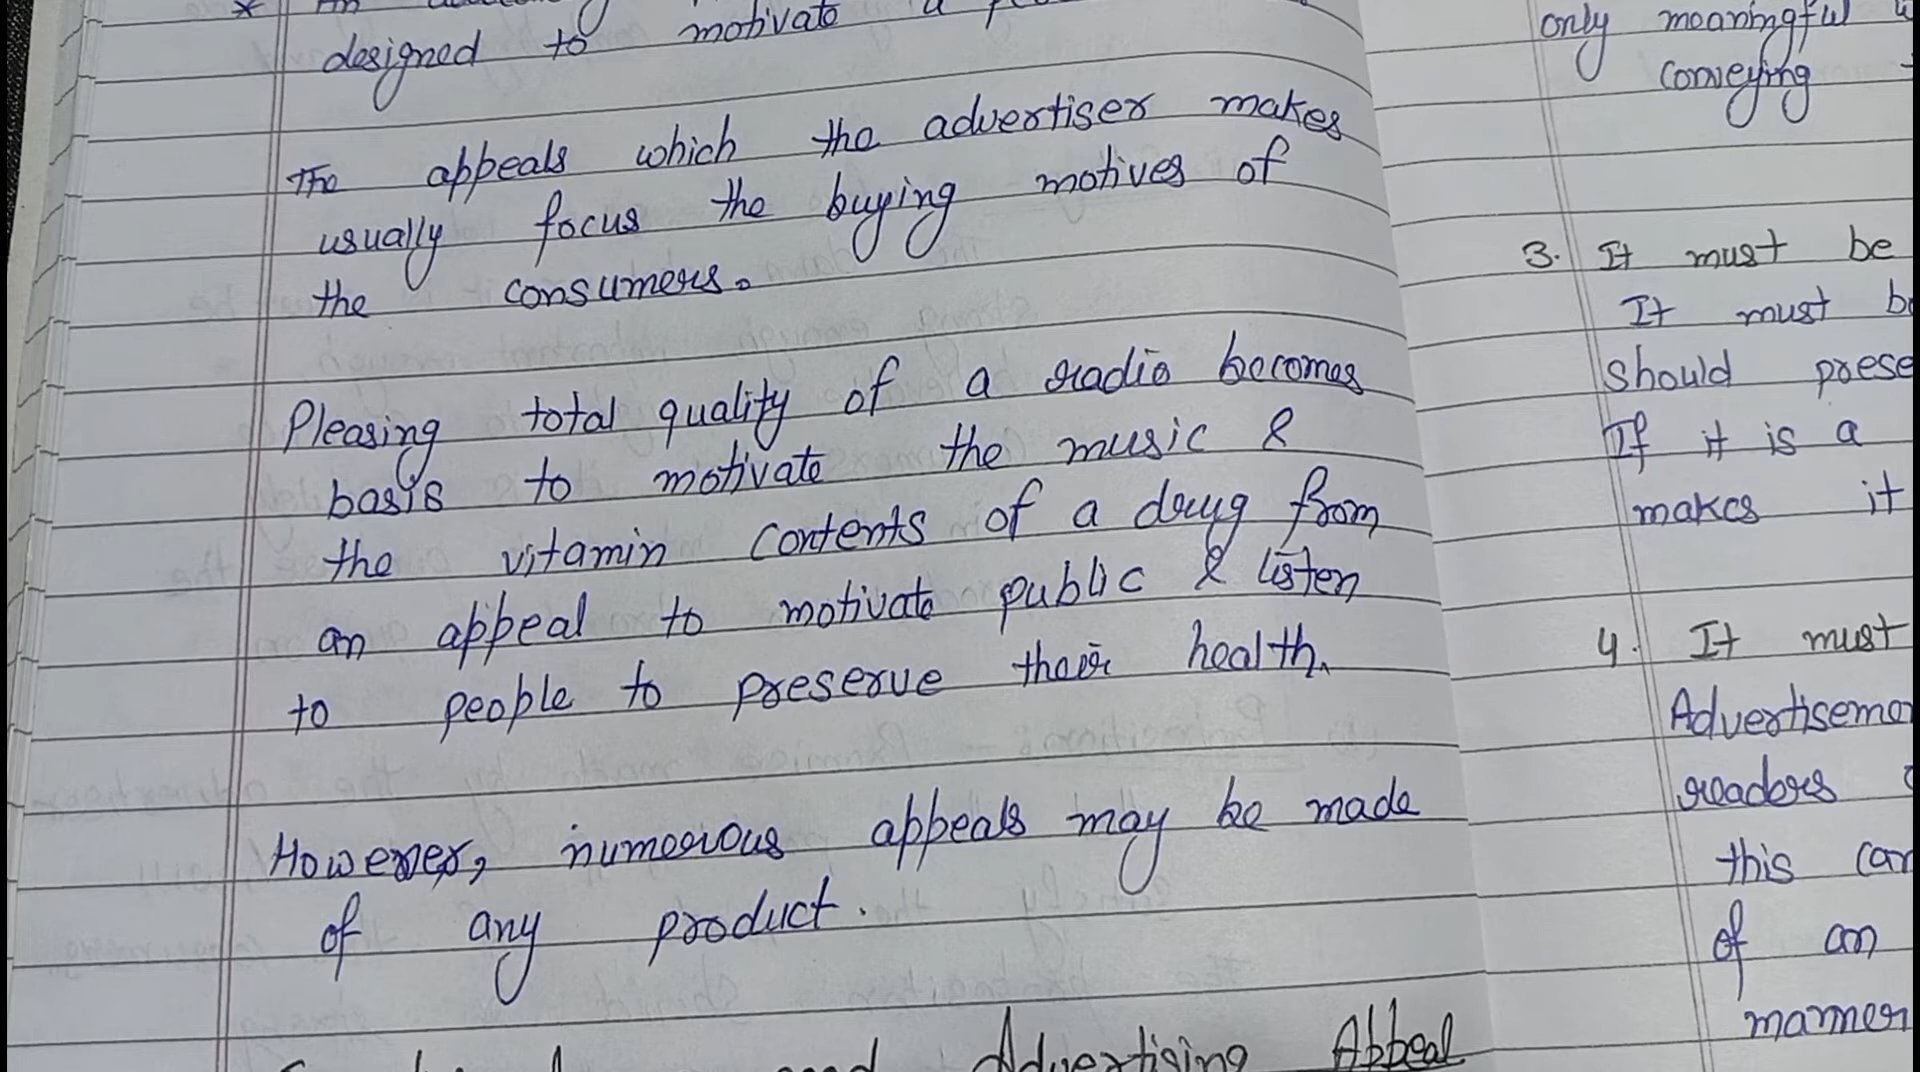 designed to motivate a
The appeals which the advertiser makes
usually focus the buying motives of
the consumers.
Pleasing total quality of a radio becomes
basis to motivate the music &
the vitamin contents of a drug from
an appeal to motivate public & listen
to people to preserve their health.
However, numerous appeals may be made
of any product.
Advertising Appeal
only meaningful
conveying
3. It must be
It must
should
If it is a
makes it
4. It must
readers
this
of an